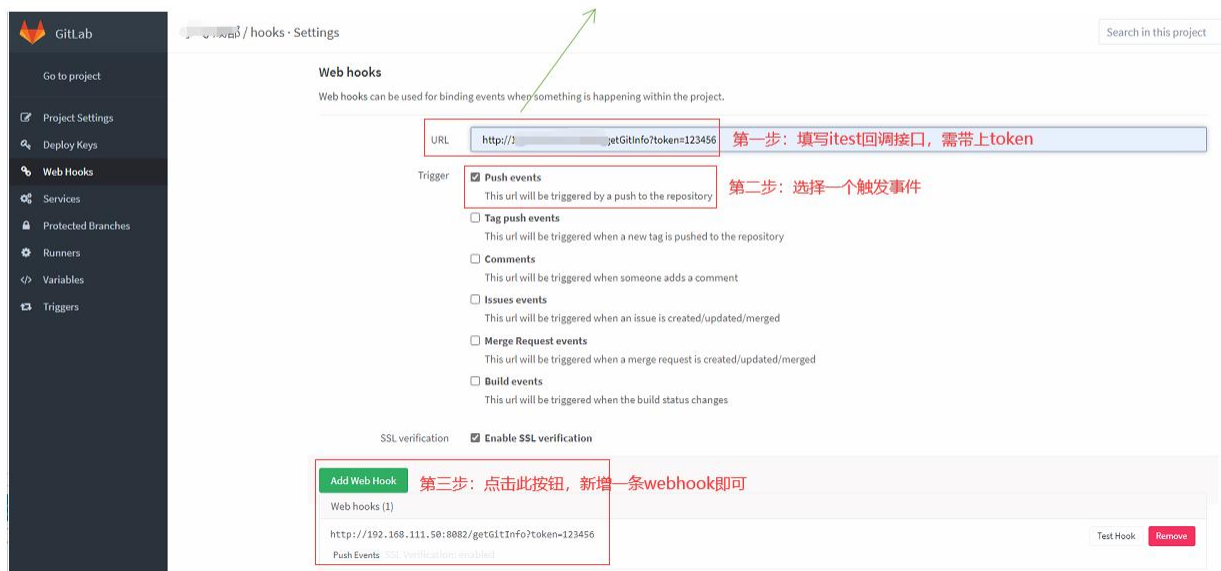 GitLab
/ hooks · Settings
Search in this project
Go to project
Project Settings
Deploy Keys
Web Hooks
Services
Protected Branches
Runners
Variables
Triggers
Web hooks
Web hooks can be used for binding events when something is happening within the project.
URL
http://1 getGitInfo?token=123456
第一步：填写itest回调接口，需带上token
Trigger
Push events
This url will be triggered by a push to the repository
第二步：选择一个触发事件
Tag push events
This url will be triggered when a new tag is pushed to the repository
Comments
This url will be triggered when someone adds a comment
Issues events
This url will be triggered when an issue is created/updated/merged
Merge Request events
This url will be triggered when a merge request is created/updated/merged
Build events
This url will be triggered when the build status changes
SSL verification
Enable SSL verification
Add Web Hook
第三步：点击此按钮，新增一条webhook即可
Web hooks (1)
http://192.168.111.50:8082/getGitInfo?token=123456
Test Hook
Remove
Push Events
SSL Verification: enabled